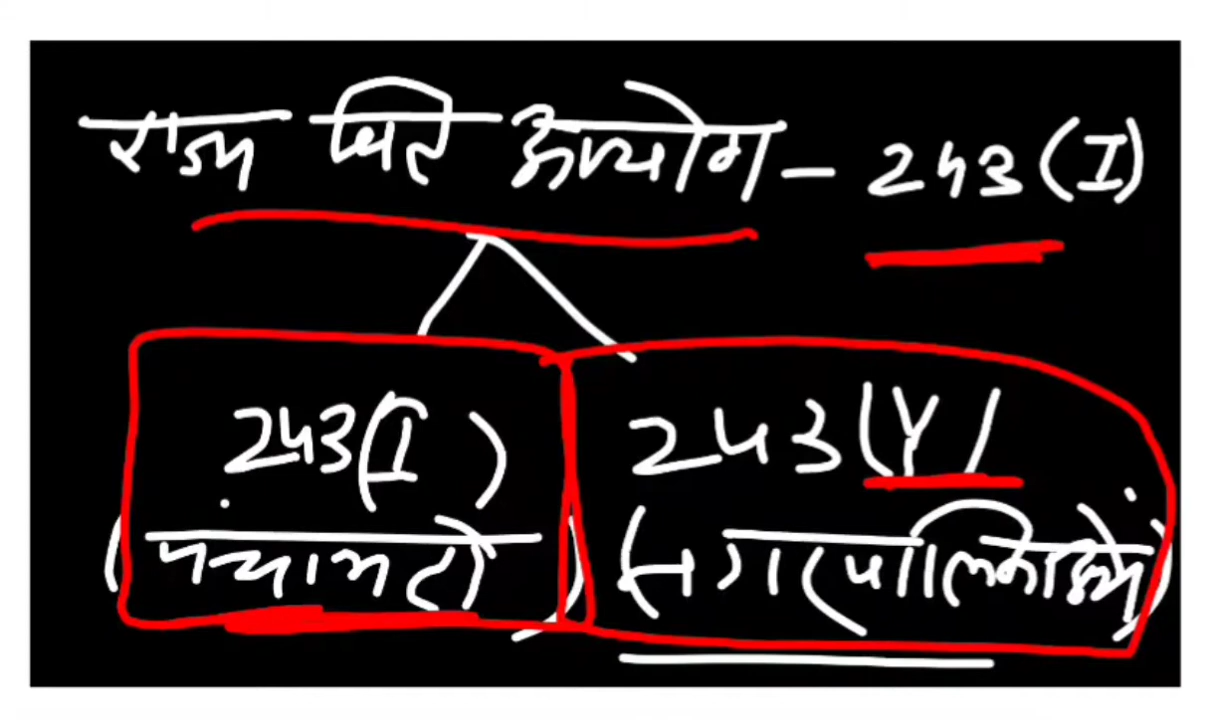 राज्य वित्त आयोग - 243 (I)
243 (I) 243 (Y)
(पंचायतों) (नगरपालिकाओं)